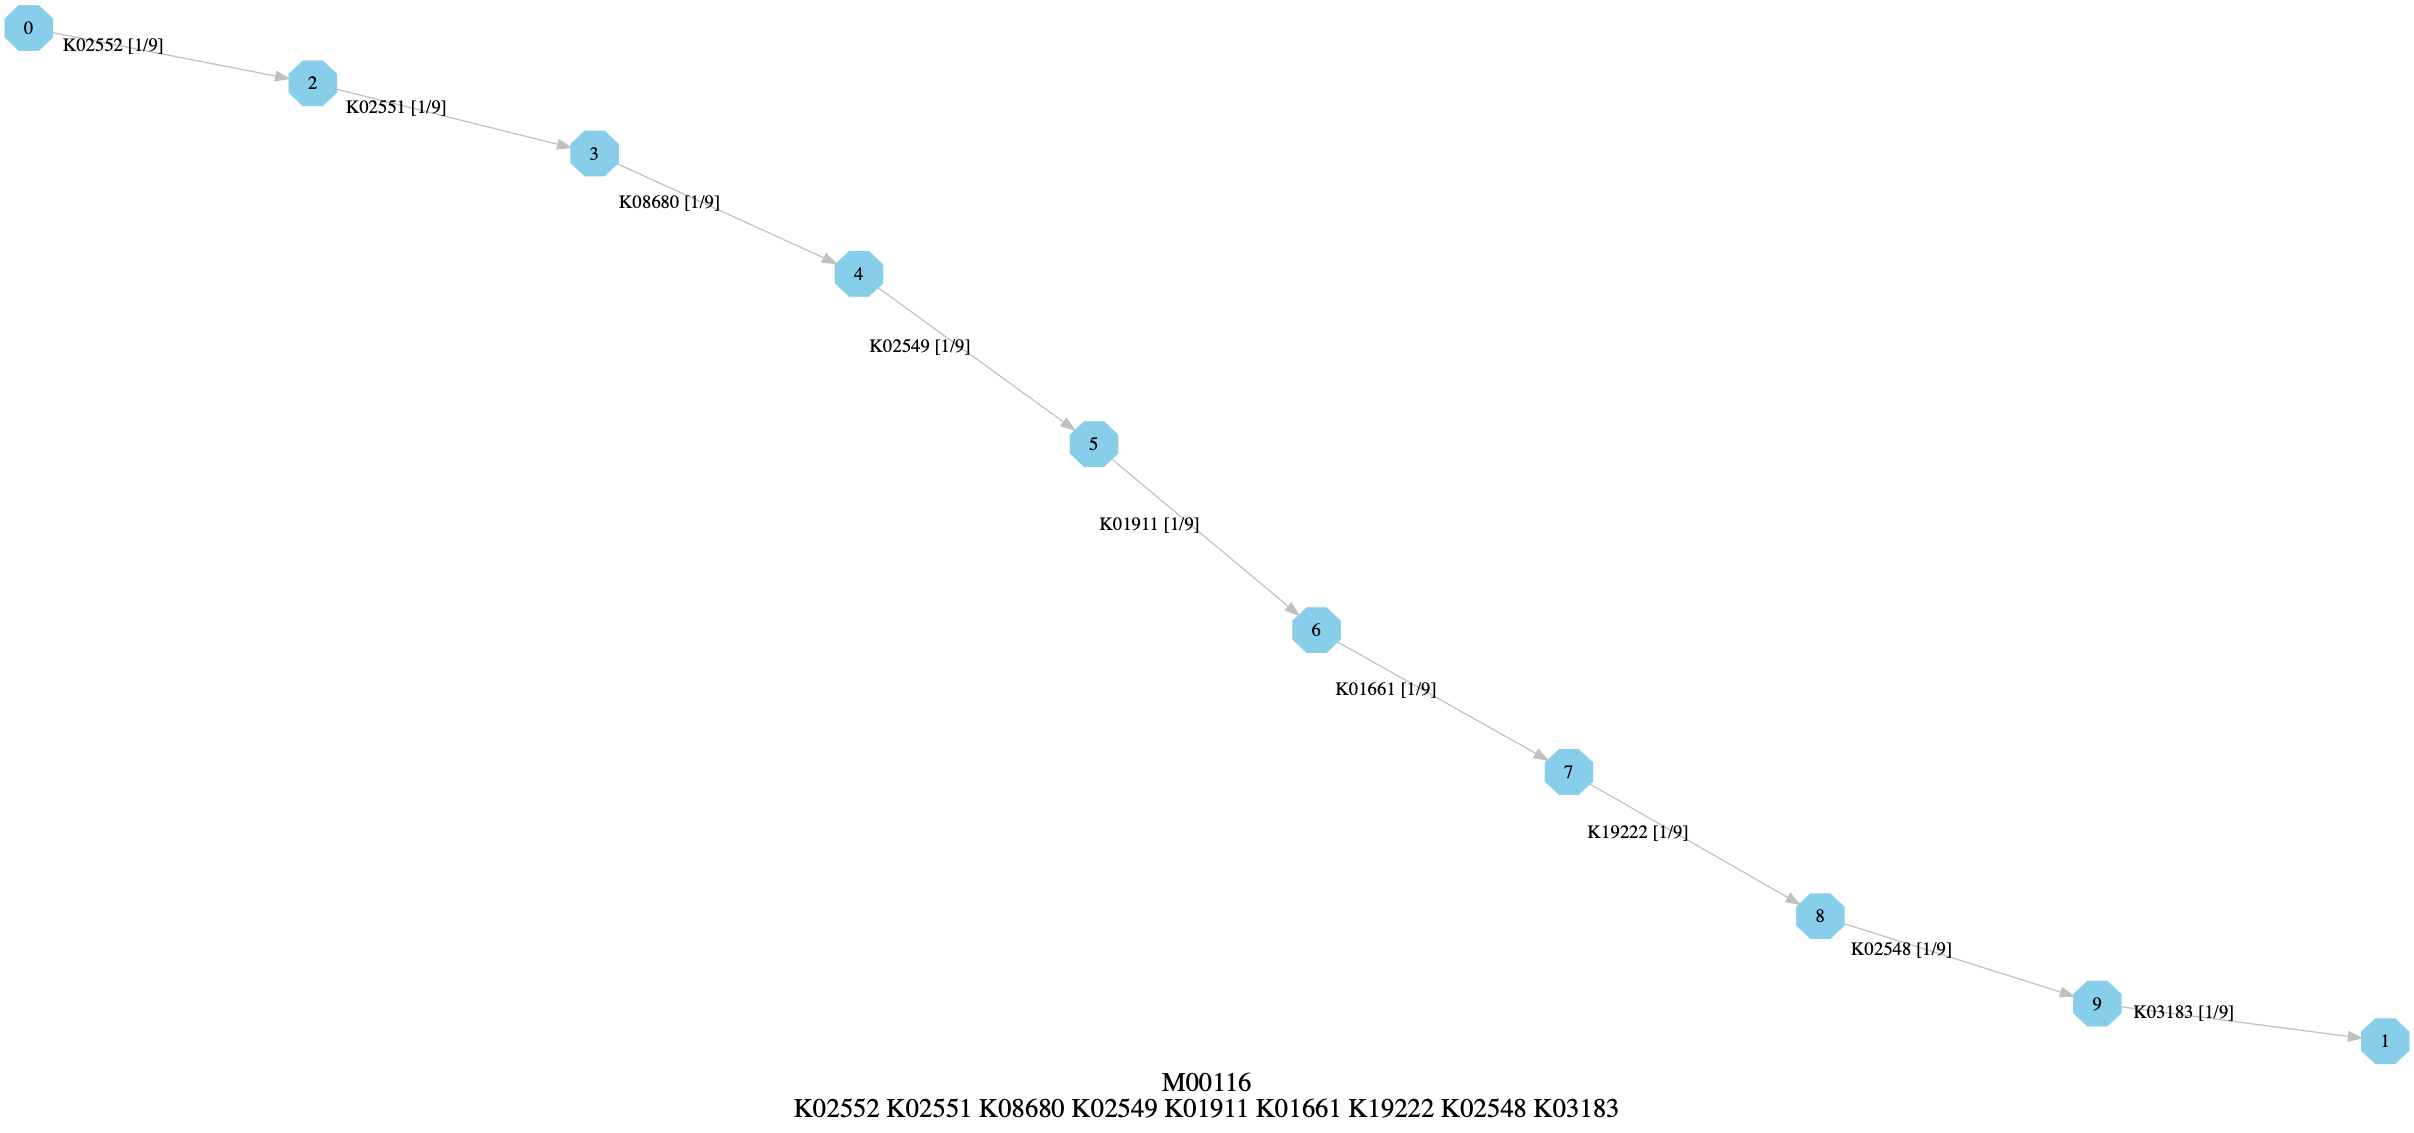 0
K02552 [1/9]
2
K02551 [1/9]
3
K08680 [1/9]
4
K02549 [1/9]
5
K01911 [1/9]
6
K01661 [1/9]
7
K19222 [1/9]
8
K02548 [1/9]
9
K03183 [1/9]
1
M00116
K02552 K02551 K08680 K02549 K01911 K01661 K19222 K02548 K03183